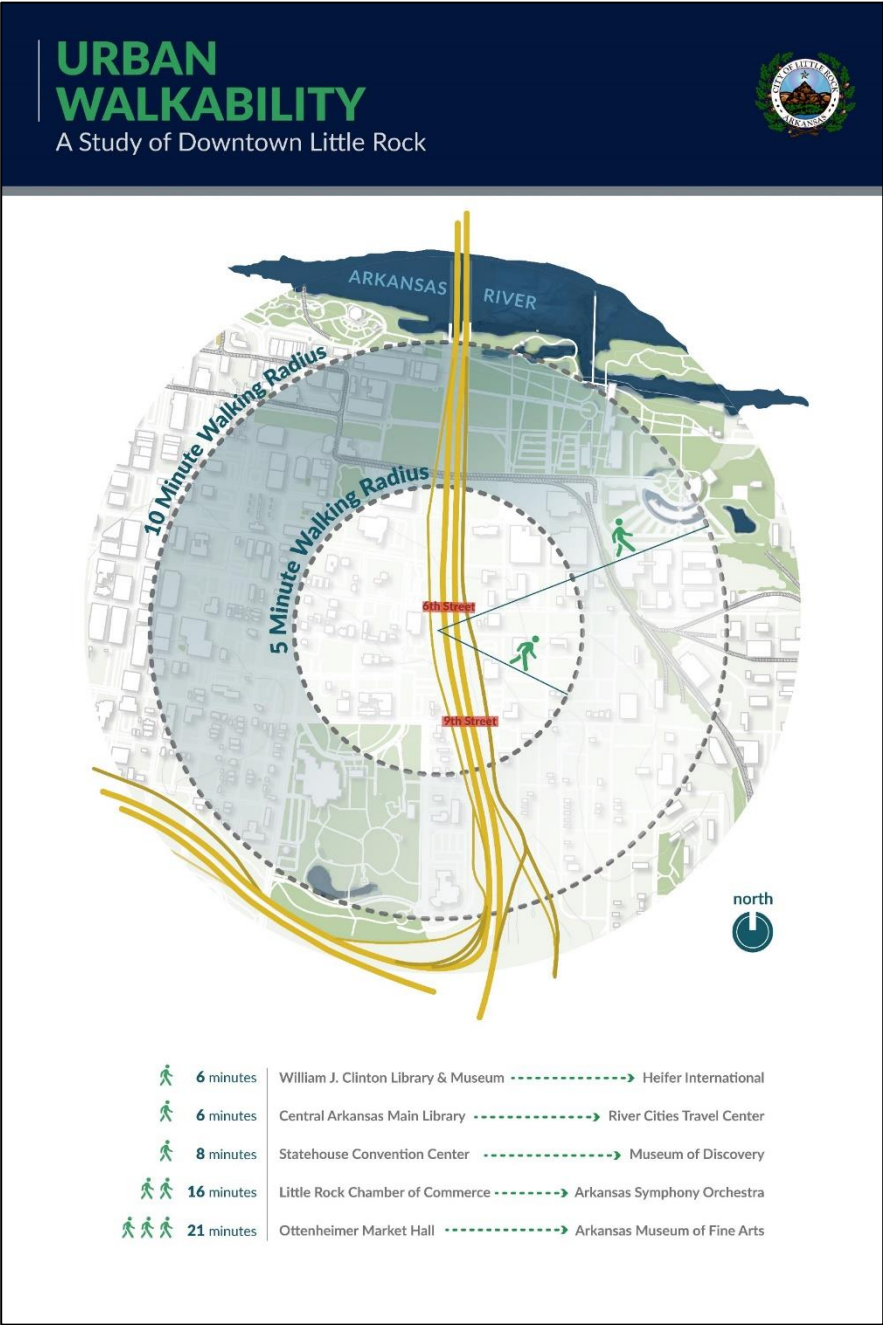 URBAN
WALKABILITY
A Study of Downtown Little Rock
CITY OF LITTLE ROCK
ARKANSAS
ARKANSAS RIVER
10 Minute Walking Radius
5 Minute Walking Radius
6th Street
9th Street
north
6 minutes William J. Clinton Library & Museum Heifer International
6 minutes Central Arkansas Main Library River Cities Travel Center
8 minutes Statehouse Convention Center Museum of Discovery
16 minutes Little Rock Chamber of Commerce Arkansas Symphony Orchestra
21 minutes Ottenheimer Market Hall Arkansas Museum of Fine Arts